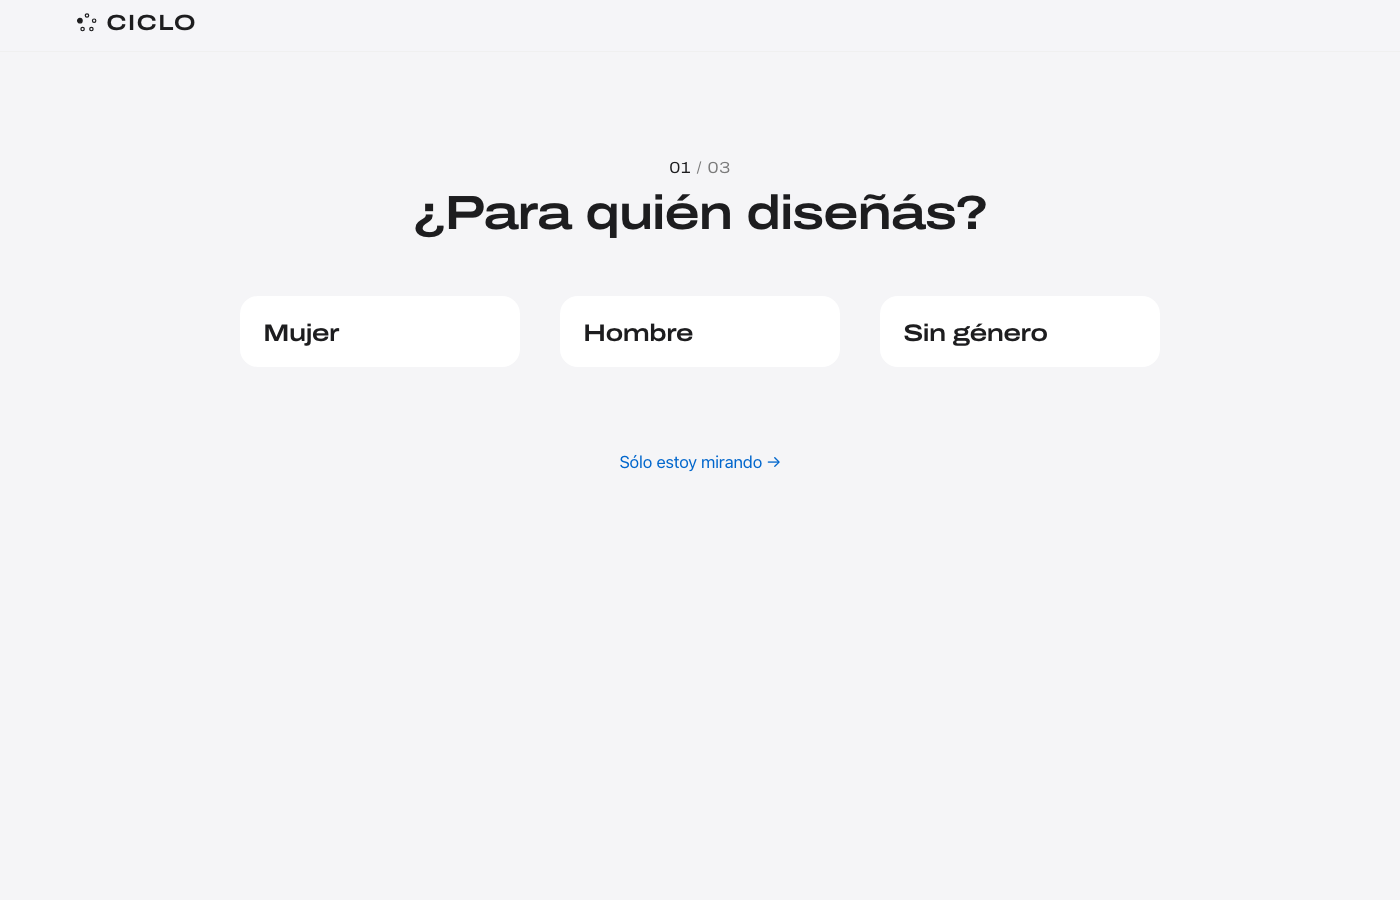 CICLO
01 / 03
¿Para quién diseñás?
Mujer
Hombre
Sin género
Sólo estoy mirando →